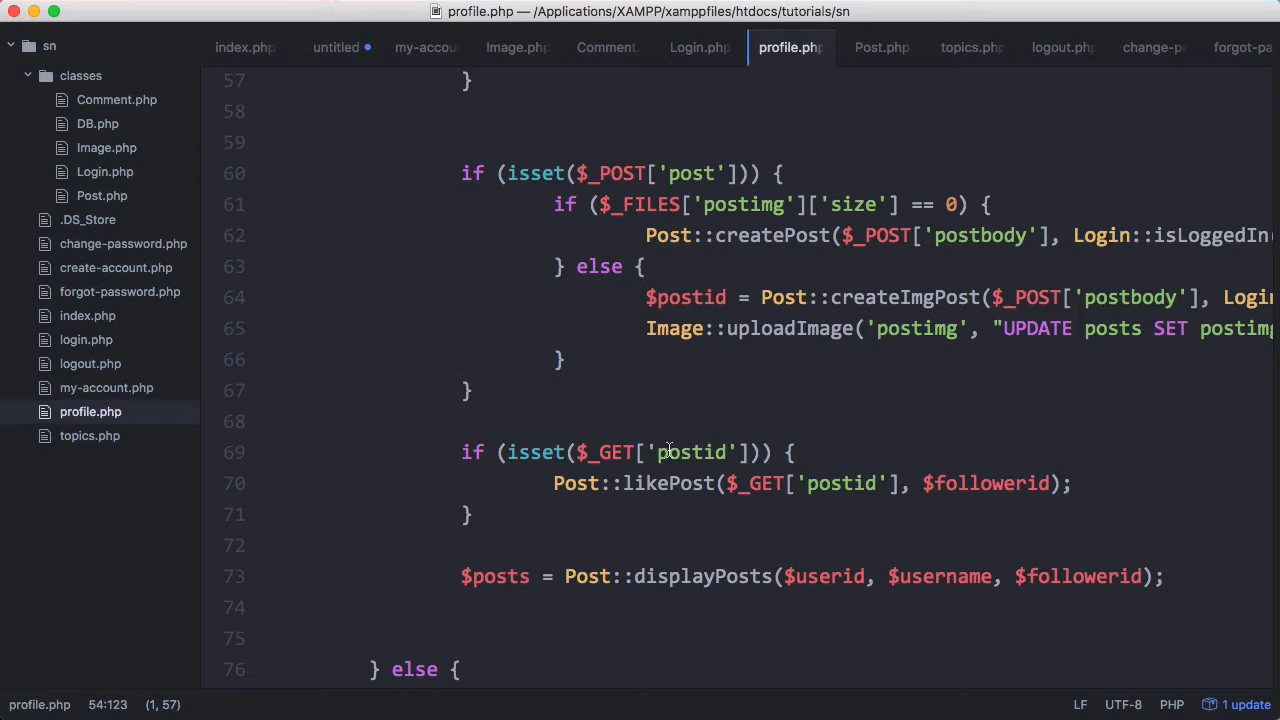 profile.php — /Applications/XAMPP/xamppfiles/htdocs/tutorials/sn
sn
classes
Comment.php
DB.php
Image.php
Login.php
Post.php
.DS_Store
change-password.php
create-account.php
forgot-password.php
index.php
login.php
logout.php
my-account.php
profile.php
topics.php
index.php untitled my-accou Image.php Comment. Login.php profile.php Post.php topics.php logout.php change-pa forgot-pa
57 }
58
59
60 if (isset($_POST['post'])) {
61 if ($_FILES['postimg']['size'] == 0) {
62 Post::createPost($_POST['postbody'], Login::isLoggedIn(
63 } else {
64 $postid = Post::createImgPost($_POST['postbody'], Login
65 Image::uploadImage('postimg', "UPDATE posts SET postimg
66 }
67 }
68
69 if (isset($_GET['postid'])) {
70 Post::likePost($_GET['postid'], $followerid);
71 }
72
73 $posts = Post::displayPosts($userid, $username, $followerid);
74
75
76 } else {
profile.php 54:123 (1, 57) LF UTF-8 PHP 1 update